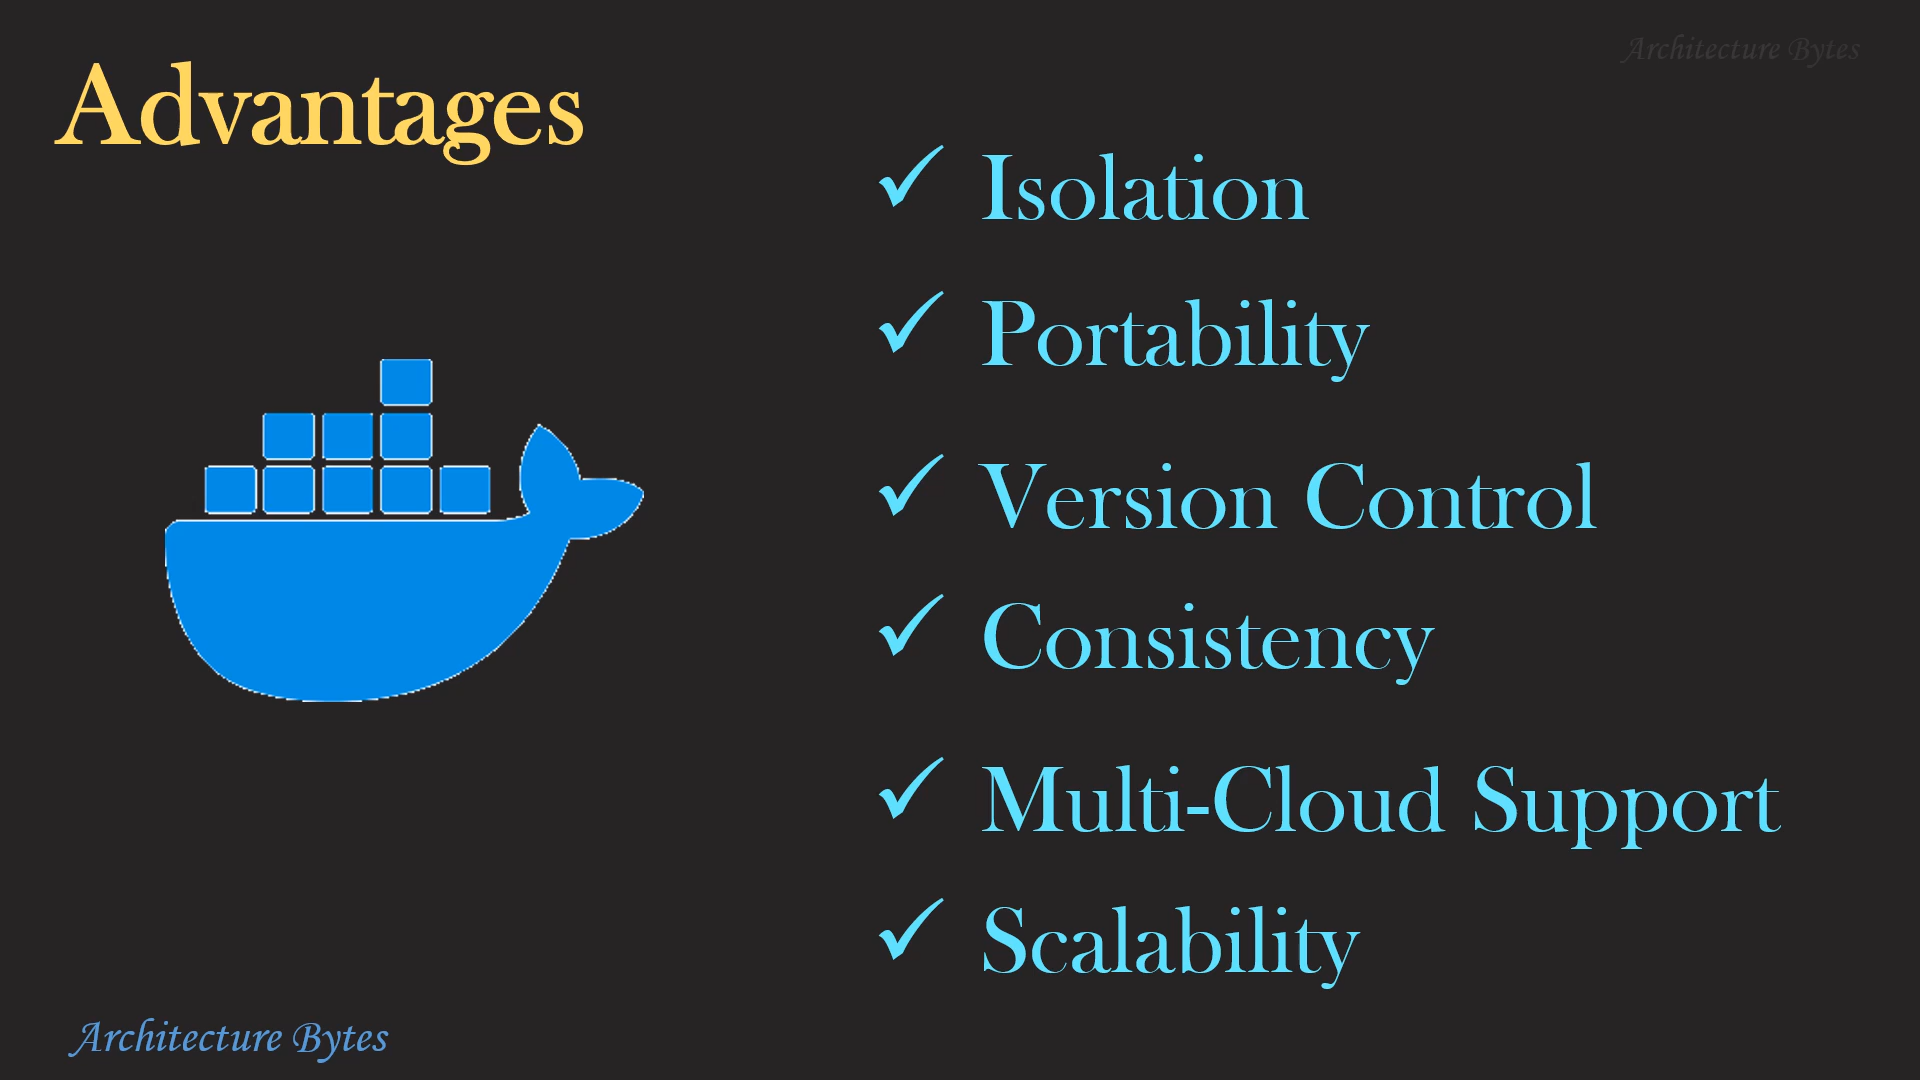 Architecture Bytes
Advantages
Isolation
Portability
Version Control
Consistency
Multi-Cloud Support
Scalability
Architecture Bytes